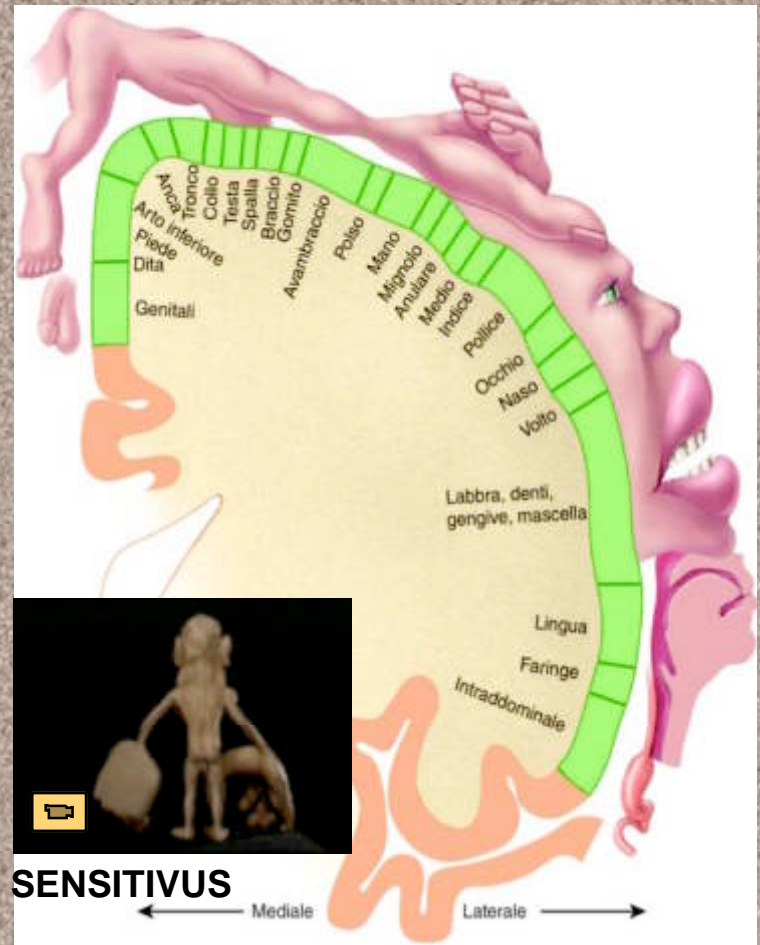 Genitali
Dita
Piede
Arto inferiore
Anca
Tronco
Collo
Testa
Spalla
Braccio
Gomito
Avambraccio
Polso
Mano
Mignolo
Anulare
Medio
Indice
Pollice
Occhio
Naso
Volto
Labbra, denti,
gengive, mascella
Lingua
Faringe
Intraddominale
SENSITIVUS
Mediale
Laterale